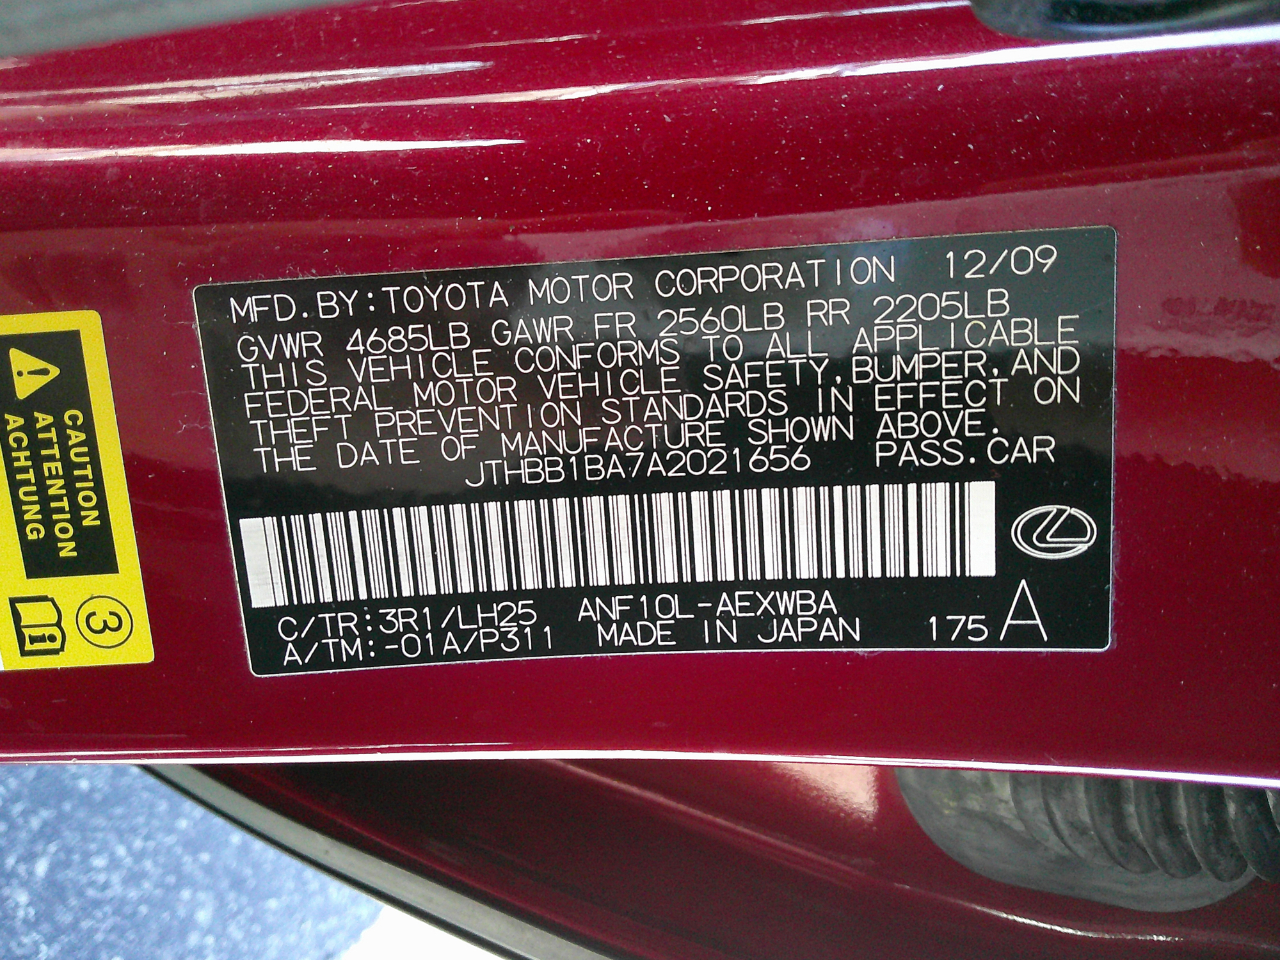 MFD.BY:TOYOTA MOTOR CORPORATION 12/09
GVWR 4685LB GAWR FR 2560LB RR 2205LB
THIS VEHICLE CONFORMS TO ALL APPLICABLE
FEDERAL MOTOR VEHICLE SAFETY,BUMPER,AND
THEFT PREVENTION STANDARDS IN EFFECT ON
THE DATE OF MANUFACTURE SHOWN ABOVE.
JTHBB1BA7A2021656 PASS.CAR
C/TR:3R1/LH25 ANF10L-AEXWBA
A/TM:-01A/P311 MADE IN JAPAN 175 A
CAUTION
ATTENTION
ACHTUNG
3